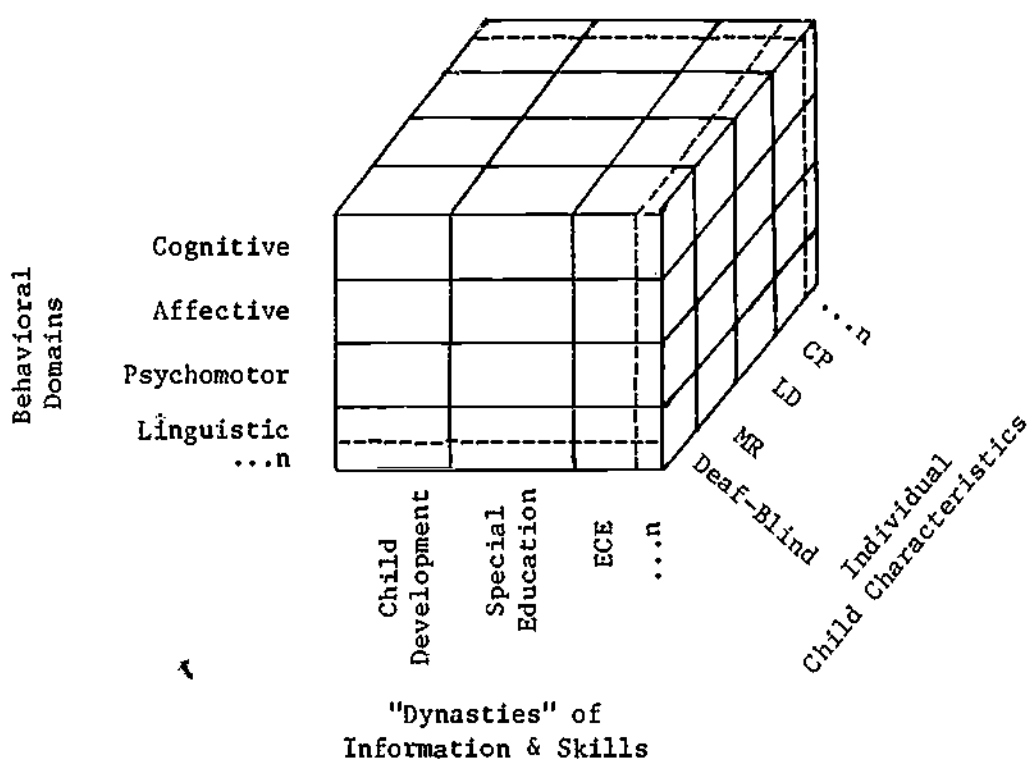 Behavioral
Domains
Cognitive
Affective
Psychomotor
Linguistic
...n
Child
Development
Special
Education
ECE
...n
Deaf-Blind
MR
LD
CP
...n
Individual
Child Characteristics
"Dynasties" of
Information & Skills